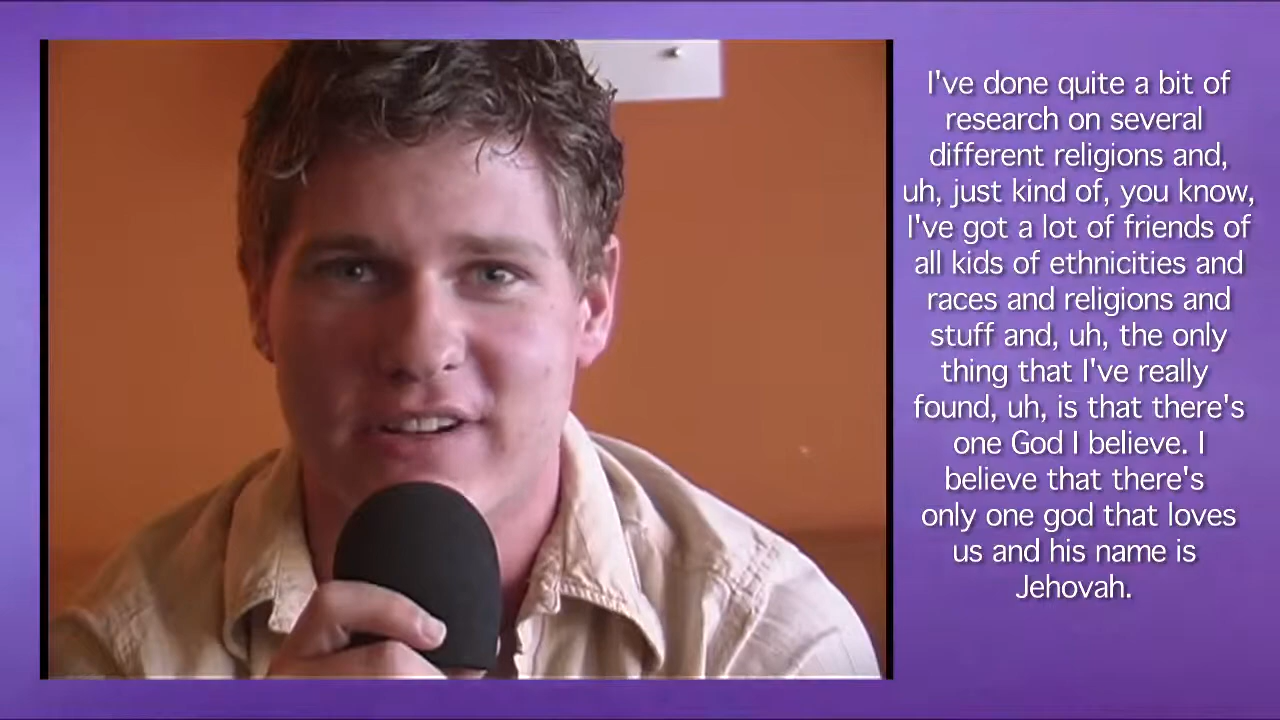 I've done quite a bit of
research on several
different religions and,
uh, just kind of, you know,
I've got a lot of friends of
all kids of ethnicities and
races and religions and
stuff and, uh, the only
thing that I've really
found, uh, is that there's
one God I believe. I
believe that there's
only one god that loves
us and his name is
Jehovah.